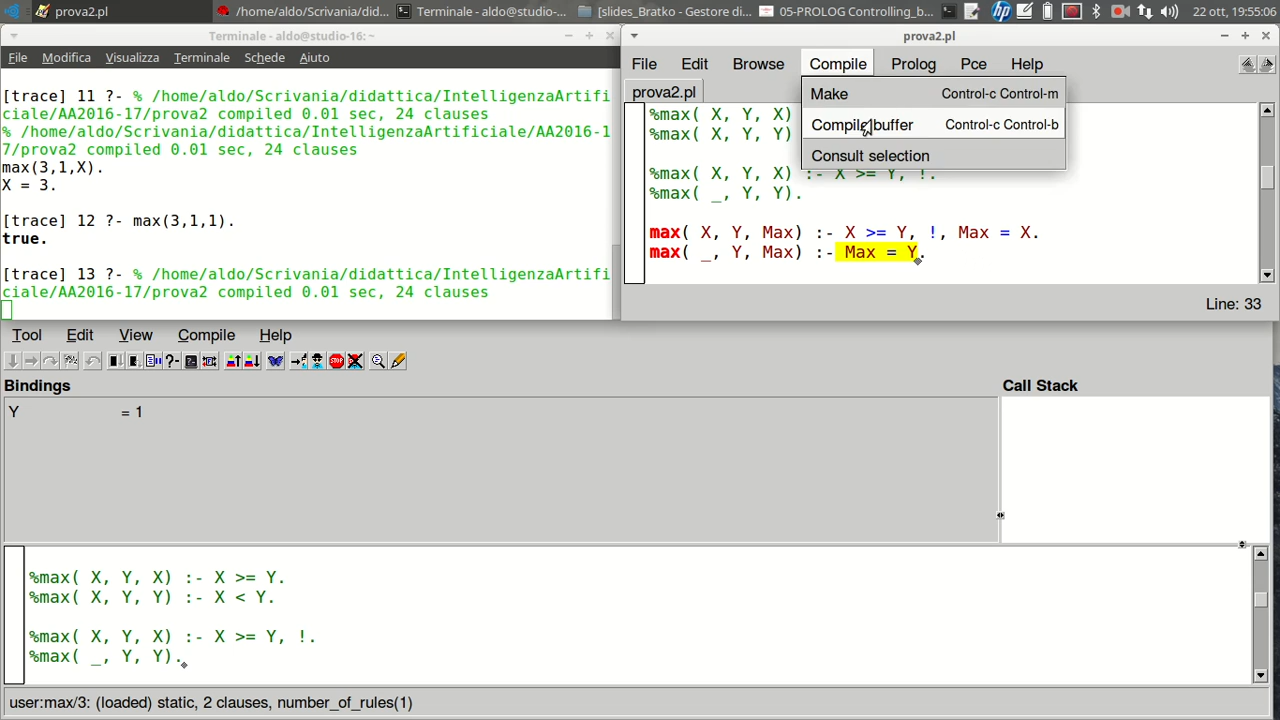 prova2.pl
/home/aldo/Scrivania/did...
Terminale - aldo@studio-...
[slides_Bratko - Gestore di...
05-PROLOG Controlling_b...
22 ott, 19:55:06
Terminale - aldo@studio-16: ~
File Modifica Visualizza Terminale Schede Aiuto
[trace] 11 ?- % /home/aldo/Scrivania/didattica/IntelligenzaArtifi
ciale/AA2016-17/prova2 compiled 0.01 sec, 24 clauses
% /home/aldo/Scrivania/didattica/IntelligenzaArtificiale/AA2016-1
7/prova2 compiled 0.01 sec, 24 clauses
max(3,1,X).
X = 3.
[trace] 12 ?- max(3,1,1).
true.
[trace] 13 ?- % /home/aldo/Scrivania/didattica/IntelligenzaArtifi
ciale/AA2016-17/prova2 compiled 0.01 sec, 24 clauses
prova2.pl
File Edit Browse Compile Prolog Pce Help
prova2.pl
Make Control-c Control-m
Compile buffer Control-c Control-b
Consult selection
%max( X, Y, X)
%max( X, Y, Y)
%max( X, Y, X) :- X >= Y, !.
%max( _, Y, Y).
max( X, Y, Max) :- X >= Y, !, Max = X.
max( _, Y, Max) :- Max = Y.
Line: 33
Tool Edit View Compile Help
Bindings
Call Stack
Y = 1
%max( X, Y, X) :- X >= Y.
%max( X, Y, Y) :- X < Y.
%max( X, Y, X) :- X >= Y, !.
%max( _, Y, Y).
user:max/3: (loaded) static, 2 clauses, number_of_rules(1)